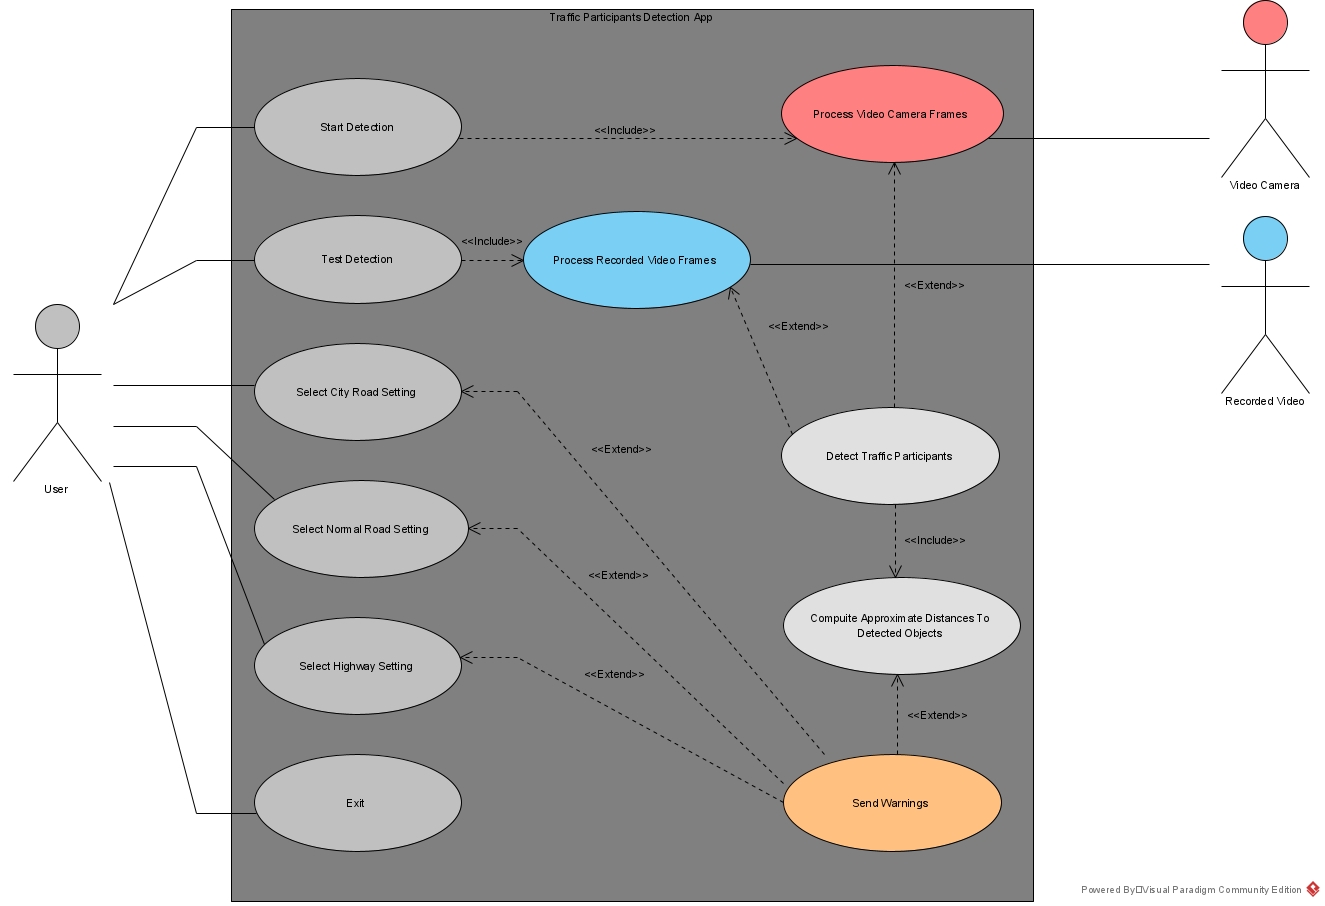 Traffic Participants Detection App
Start Detection
<<Include>>
Process Video Camera Frames
Video Camera
Test Detection
<<Include>>
Process Recorded Video Frames
<<Extend>>
<<Extend>>
Recorded Video
User
Select City Road Setting
<<Extend>>
Detect Traffic Participants
Select Normal Road Setting
<<Extend>>
<<Include>>
Compuite Approximate Distances To
Detected Objects
Select Highway Setting
<<Extend>>
<<Extend>>
Exit
Send Warnings
Powered By□Visual Paradigm Community Edition